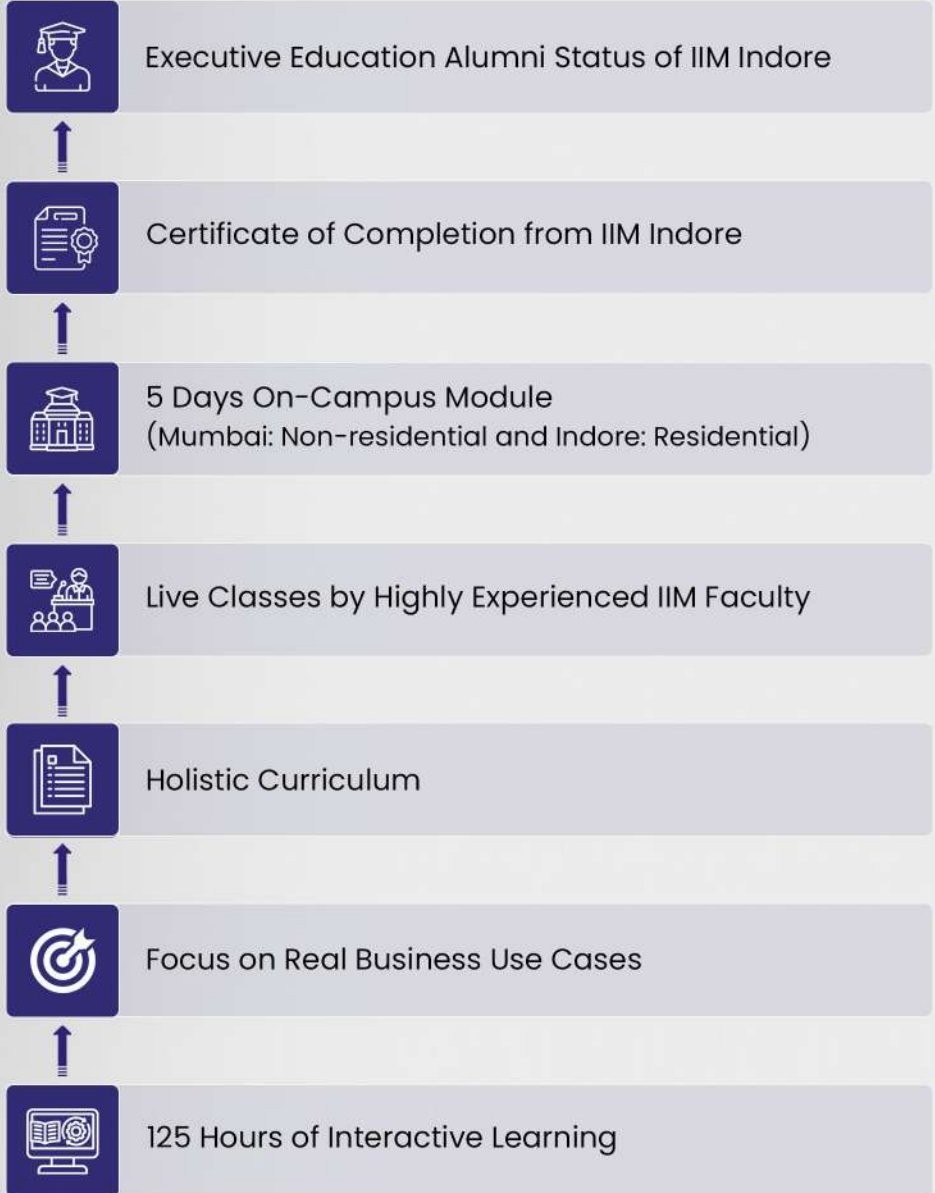 Executive Education Alumni Status of IIM Indore
Certificate of Completion from IIM Indore
5 Days On-Campus Module
(Mumbai: Non-residential and Indore: Residential)
Live Classes by Highly Experienced IIM Faculty
Holistic Curriculum
Focus on Real Business Use Cases
125 Hours of Interactive Learning